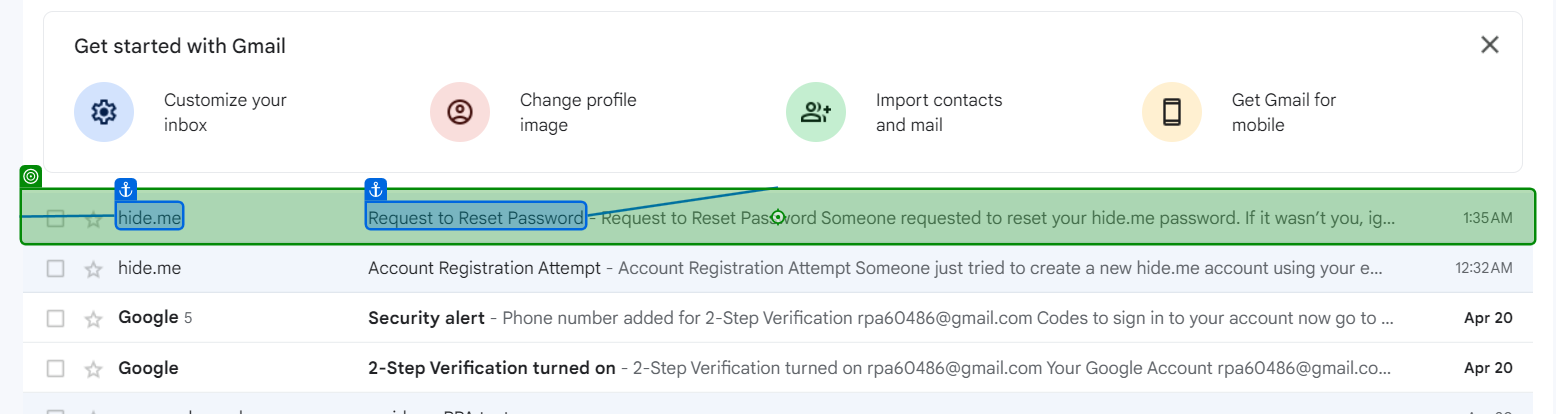 Get started with Gmail
Customize your
inbox
Change profile
image
Import contacts
and mail
Get Gmail for
mobile
hide.me Request to Reset Password - Request to Reset Password Someone requested to reset your hide.me password. If it wasn’t you, ig... 1:35 AM
hide.me Account Registration Attempt - Account Registration Attempt Someone just tried to create a new hide.me account using your e... 12:32 AM
Google 5 Security alert - Phone number added for 2-Step Verification rpa60486@gmail.com Codes to sign in to your account now go to ... Apr 20
Google 2-Step Verification turned on - 2-Step Verification turned on rpa60486@gmail.com Your Google Account rpa60486@gmail.co... Apr 20